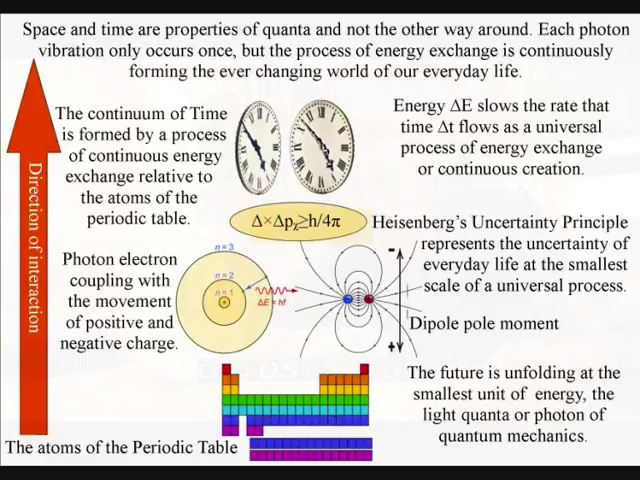 Space and time are properties of quanta and not the other way around. Each photon
vibration only occurs once, but the process of energy exchange is continuously
forming the ever changing world of our everyday life.
The continuum of Time
is formed by a process
of continuous energy
exchange relative to
the atoms of the
periodic table.
Energy ΔE slows the rate that
time Δt flows as a universal
process of energy exchange
or continuous creation.
Direction of interaction
Δ×Δpᵪ≥h/4π
Heisenberg's Uncertainty Principle
represents the uncertainty of
everyday life at the smallest
scale of a universal process.
Photon electron
coupling with
the movement
of positive and
negative charge.
n = 3
n = 2
n = 1
ΔE = hf
-
+
Dipole pole moment
The future is unfolding at the
smallest unit of energy, the
light quanta or photon of
quantum mechanics.
The atoms of the Periodic Table